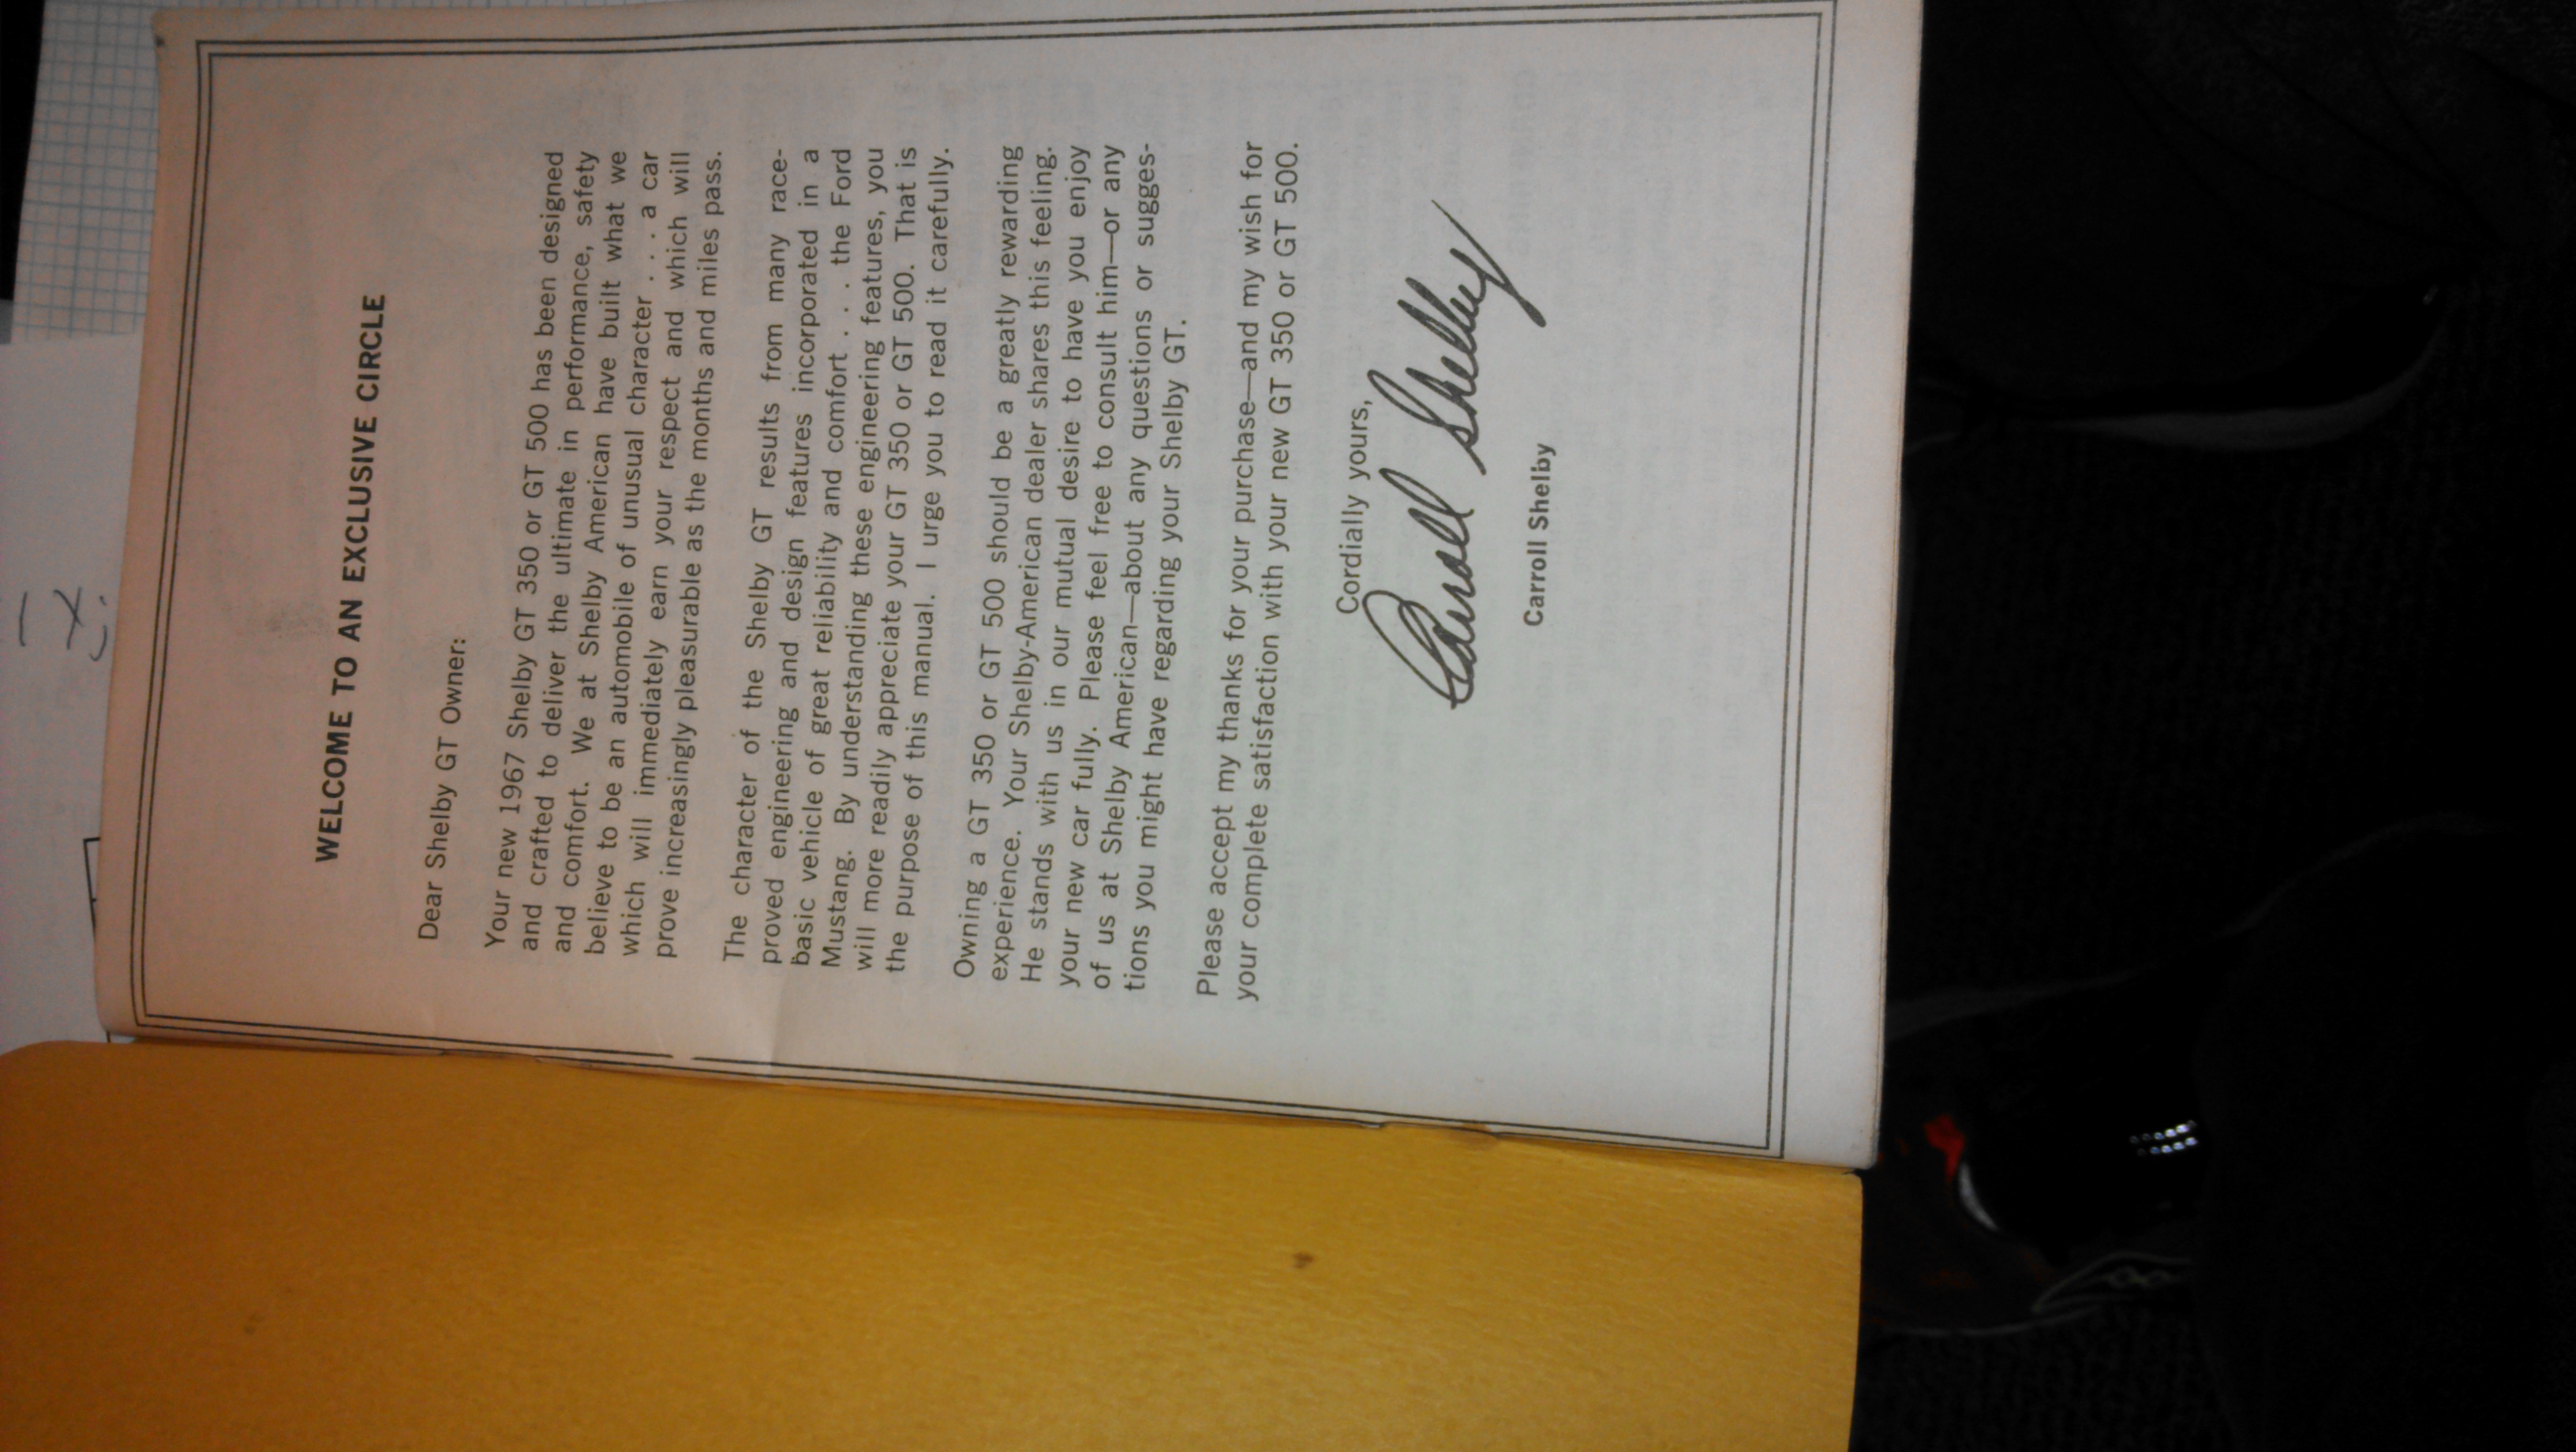 WELCOME TO AN EXCLUSIVE CIRCLE
Dear Shelby GT Owner:
Your new 1967 Shelby GT 350 or GT 500 has been designed
and crafted to deliver the ultimate in performance, safety
and comfort. We at Shelby American have built what we
believe to be an automobile of unusual character . . . a car
which will immediately earn your respect and which will
prove increasingly pleasurable as the months and miles pass.
The character of the Shelby GT results from many race-
proved engineering and design features incorporated in a
basic vehicle of great reliability and comfort . . . the Ford
Mustang. By understanding these engineering features, you
will more readily appreciate your GT 350 or GT 500. That is
the purpose of this manual. I urge you to read it carefully.
Owning a GT 350 or GT 500 should be a greatly rewarding
experience. Your Shelby-American dealer shares this feeling.
He stands with us in our mutual desire to have you enjoy
your new car fully. Please feel free to consult him—or any
of us at Shelby American—about any questions or sugges-
tions you might have regarding your Shelby GT.
Please accept my thanks for your purchase—and my wish for
your complete satisfaction with your new GT 350 or GT 500.
Cordially yours,
Carroll Shelby
Carroll Shelby